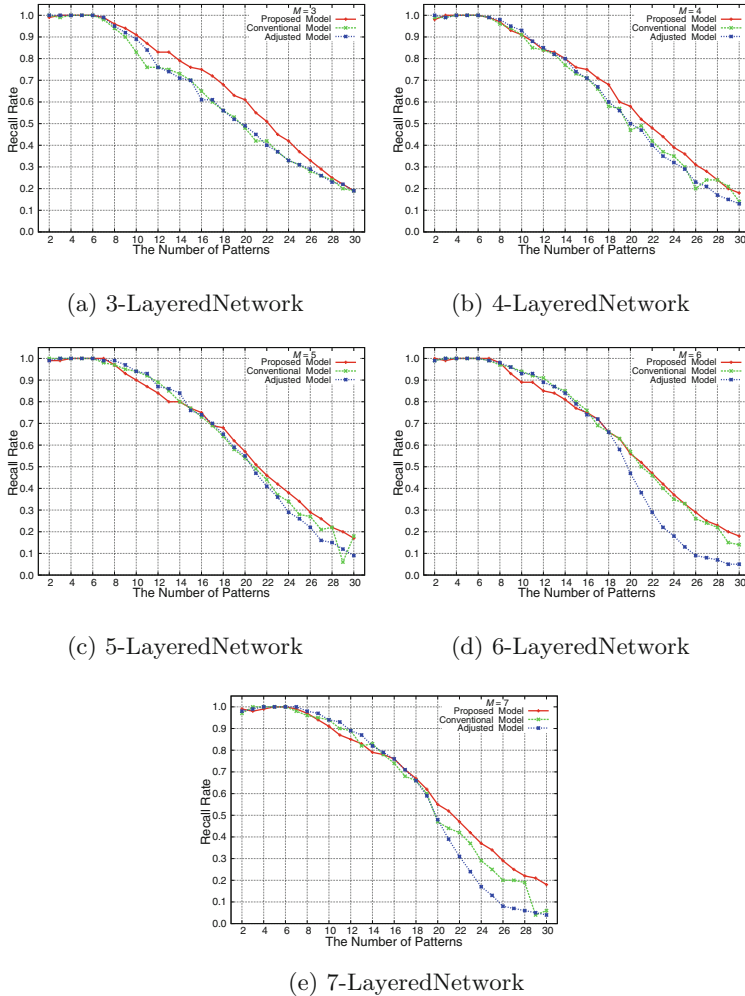 M = 3
Proposed Model
Conventional Model
Adjusted Model
1.0
0.9
0.8
0.7
0.6
0.5
0.4
0.3
0.2
0.1
0.0
Recall Rate
2 4 6 8 10 12 14 16 18 20 22 24 26 28 30
The Number of Patterns
(a) 3-LayeredNetwork
M = 4
Proposed Model
Conventional Model
Adjusted Model
1.0
0.9
0.8
0.7
0.6
0.5
0.4
0.3
0.2
0.1
0.0
Recall Rate
2 4 6 8 10 12 14 16 18 20 22 24 26 28 30
The Number of Patterns
(b) 4-LayeredNetwork
M = 5
Proposed Model
Conventional Model
Adjusted Model
1.0
0.9
0.8
0.7
0.6
0.5
0.4
0.3
0.2
0.1
0.0
Recall Rate
2 4 6 8 10 12 14 16 18 20 22 24 26 28 30
The Number of Patterns
(c) 5-LayeredNetwork
M = 6
Proposed Model
Conventional Model
Adjusted Model
1.0
0.9
0.8
0.7
0.6
0.5
0.4
0.3
0.2
0.1
0.0
Recall Rate
2 4 6 8 10 12 14 16 18 20 22 24 26 28 30
The Number of Patterns
(d) 6-LayeredNetwork
M = 7
Proposed Model
Conventional Model
Adjusted Model
1.0
0.9
0.8
0.7
0.6
0.5
0.4
0.3
0.2
0.1
0.0
Recall Rate
2 4 6 8 10 12 14 16 18 20 22 24 26 28 30
The Number of Patterns
(e) 7-LayeredNetwork